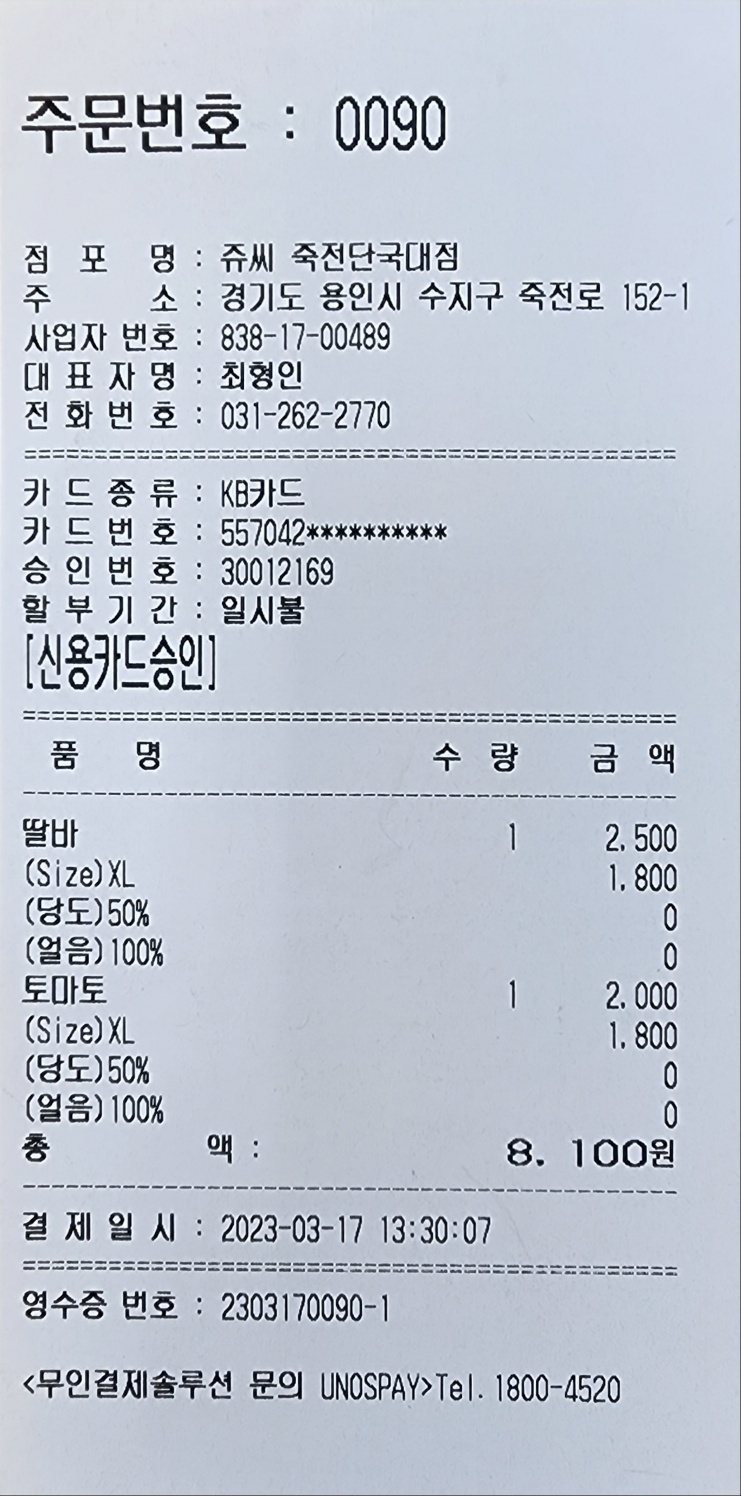 주문번호 : 0090
점 포 명 : 쥬씨 죽전단국대점
주 소 : 경기도 용인시 수지구 죽전로 152-1
사업자 번호 : 838-17-00489
대 표 자 명 : 최형인
전 화 번 호 : 031-262-2770
===============================================
카 드 종 류 : KB카드
카 드 번 호 : 557042**********
승 인 번 호 : 30012169
할 부 기 간 : 일시불
[신용카드승인]
===============================================
품 명 수 량 금 액
-----------------------------------------------
딸바 1 2,500
(Size)XL 1,800
(당도)50% 0
(얼음)100% 0
토마토 1 2,000
(Size)XL 1,800
(당도)50% 0
(얼음)100% 0
총 액 : 8,100원
-----------------------------------------------
결 제 일 시 : 2023-03-17 13:30:07
===============================================
영수증 번호 : 2303170090-1
<무인결제솔루션 문의 UNOSPAY>Tel. 1800-4520